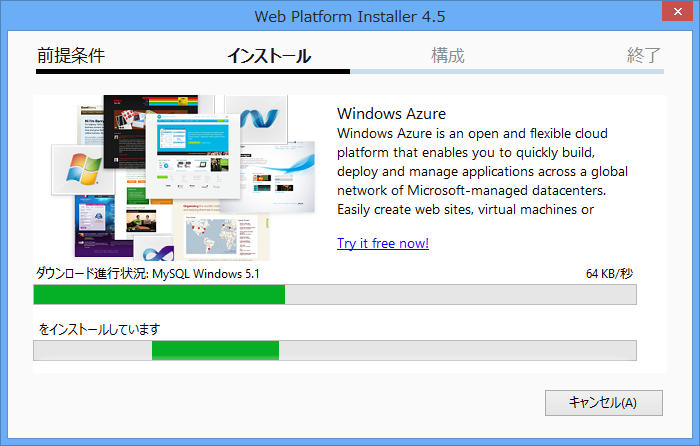 Web Platform Installer 4.5
前提条件 インストール 構成 終了
Windows Azure
Windows Azure is an open and flexible cloud
platform that enables you to quickly build,
deploy and manage applications across a global
network of Microsoft-managed datacenters.
Easily create web sites, virtual machines or
Try it free now!
ダウンロード進行状況: MySQL Windows 5.1 64 KB/秒
をインストールしています
キャンセル(A)